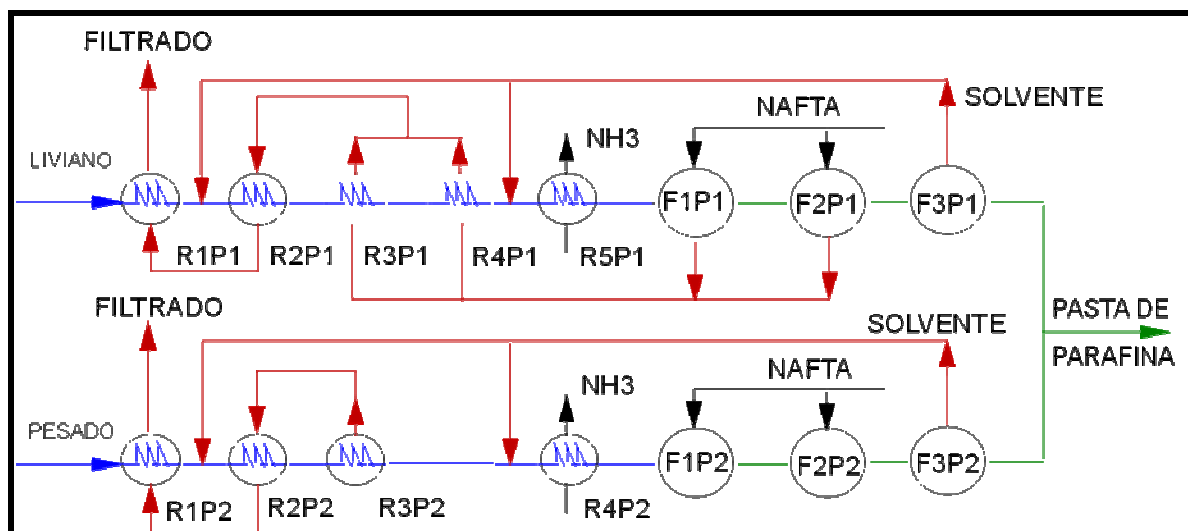 FILTRADO
SOLVENTE
NAFTA
NH3
LIVIANO
F1P1
F2P1
F3P1
R1P1
R2P1
R3P1
R4P1
R5P1
FILTRADO
PASTA DE
PARAFINA
SOLVENTE
NAFTA
NH3
PESADO
F1P2
F2P2
F3P2
R1P2
R2P2
R3P2
R4P2